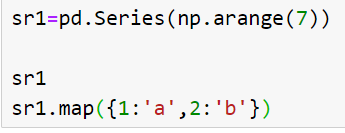 sr1=pd.Series(np.arange(7))
sr1
sr1.map({1:'a',2:'b'})